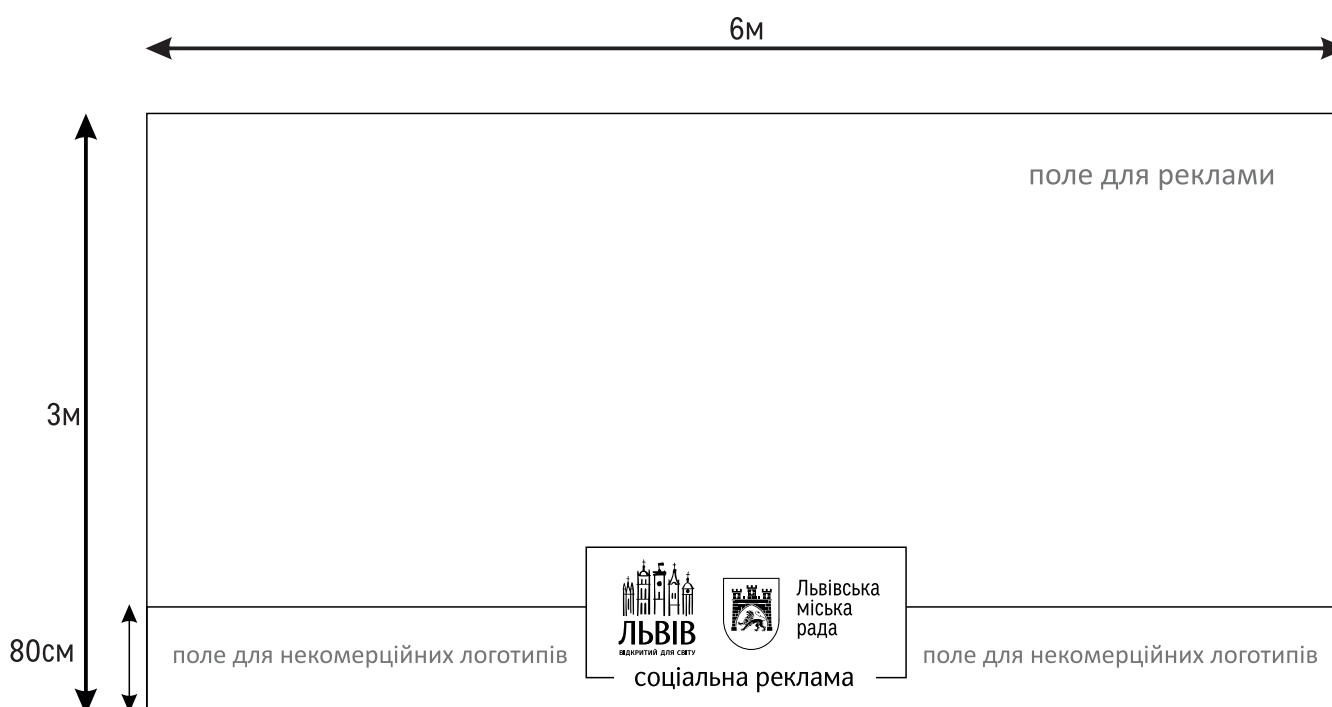 6м
поле для реклами
3м
80см
поле для некомерційних логотипів
ЛЬВІВ
ВІДКРИТИЙ ДЛЯ СВІТУ
Львівська
міська
рада
соціальна реклама
поле для некомерційних логотипів